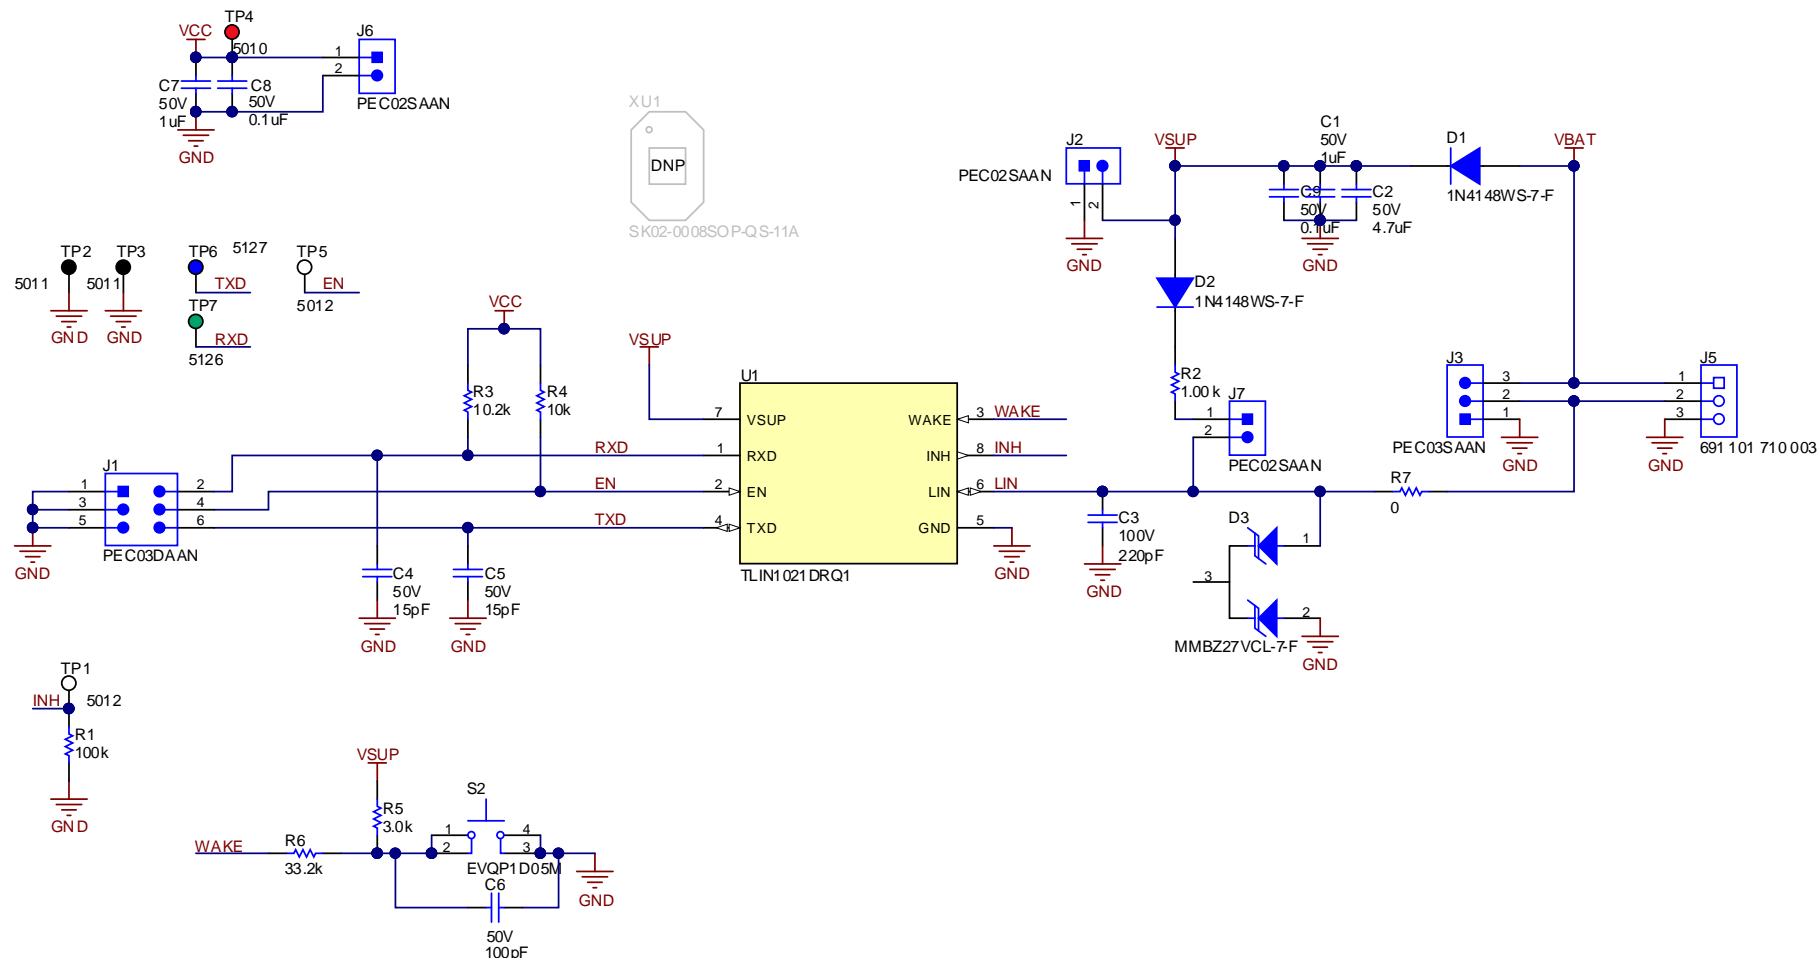 TP4
VCC
5010
J6
1
2
C7
50V
1uF
C8
50V
0.1uF
PEC02SAAN
GND
XU1
DNP
SK02-0008SOP-QS-11A
J2
PEC02SAAN
1
2
GND
VSUP
C1
50V
1uF
C9
50V
0.1uF
C2
50V
4.7uF
GND
D1
1N4148WS-7-F
VBAT
TP2
5011
GND
TP3
5011
GND
TP6
5127
TXD
TP7
RXD
5126
TP5
EN
5012
D2
1N4148WS-7-F
VCC
R3
10.2k
R4
10k
VSUP
U1
7
VSUP
1
RXD
2
EN
4
TXD
WAKE
3
WAKE
INH
8
INH
LIN
6
LIN
GND
5
GND
TLIN1021DRQ1
RXD
EN
TXD
R2
1.00k
J7
1
2
PEC02SAAN
J3
3
2
1
PEC03SAAN
GND
J5
1
2
3
691 101 710 003
GND
R7
0
J1
1
3
5
2
4
6
PEC03DAAN
GND
C4
50V
15pF
GND
C5
50V
15pF
GND
C3
100V
220pF
GND
D3
1
3
2
MMBZ27VCL-7-F
GND
TP1
INH
5012
R1
100k
GND
VSUP
R5
3.0k
WAKE
R6
33.2k
S2
1
2
4
3
EVQP1D05M
C6
50V
100pF
GND